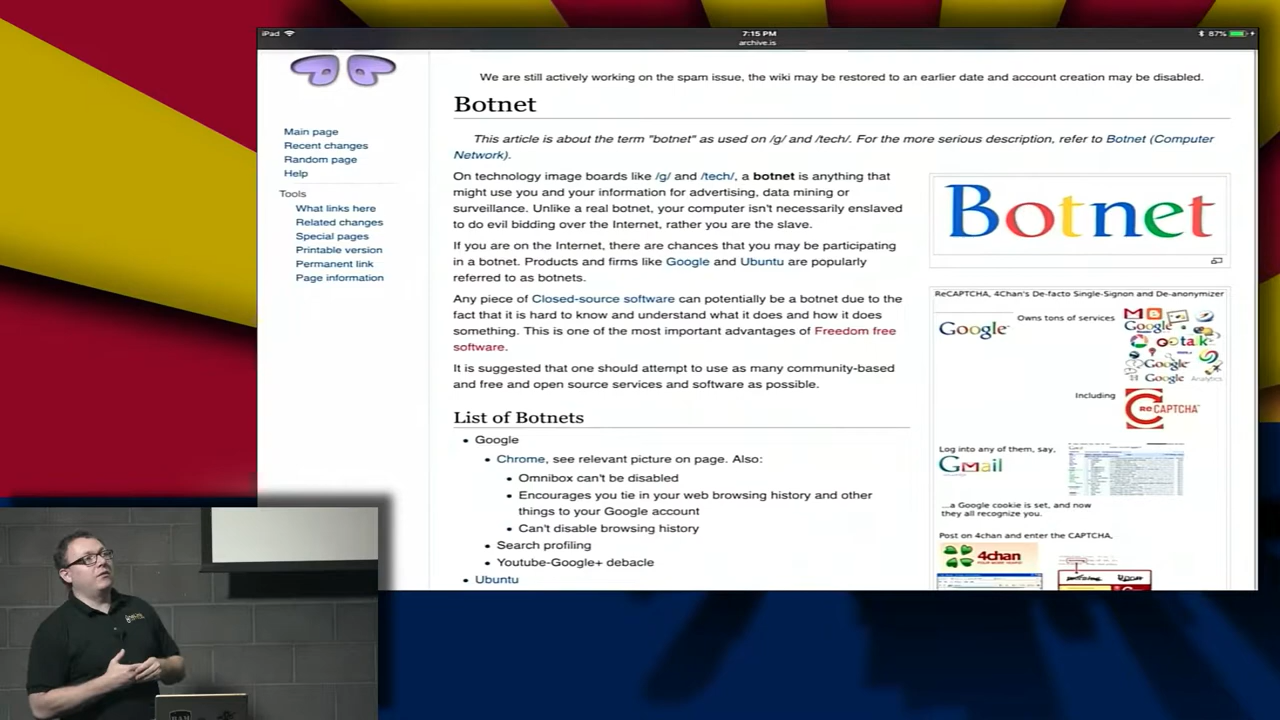 iPad
7:15 PM
87%
archive.is
We are still actively working on the spam issue, the wiki may be restored to an earlier date and account creation may be disabled.
Main page
Recent changes
Random page
Help
Tools
What links here
Related changes
Special pages
Printable version
Permanent link
Page information
Botnet
This article is about the term "botnet" as used on /g/ and /tech/. For the more serious description, refer to Botnet (Computer
Network).
On technology image boards like /g/ and /tech/, a botnet is anything that
might use you and your information for advertising, data mining or
surveillance. Unlike a real botnet, your computer isn't necessarily enslaved
to do evil bidding over the Internet, rather you are the slave.
If you are on the Internet, there are chances that you may be participating
in a botnet. Products and firms like Google and Ubuntu are popularly
referred to as botnets.
Any piece of Closed-source software can potentially be a botnet due to the
fact that it is hard to know and understand what it does and how it does
something. This is one of the most important advantages of Freedom free
software.
It is suggested that one should attempt to use as many community-based
and free and open source services and software as possible.
List of Botnets
Google
Chrome, see relevant picture on page. Also:
Omnibox can't be disabled
Encourages you tie in your web browsing history and other
things to your Google account
Can't disable browsing history
Search profiling
Youtube-Google+ debacle
Ubuntu
Botnet
ReCAPTCHA, 4Chan's De-facto Single-Signon and De-anonymizer
Google
Owns tons of services
Google
talk
Google
Google
Analytics
Including
ReCAPTCHA
Log into any of them, say,
Gmail
...a Google cookie is set, and now
they all recognize you.
Post on 4chan and enter the CAPTCHA,
4chan